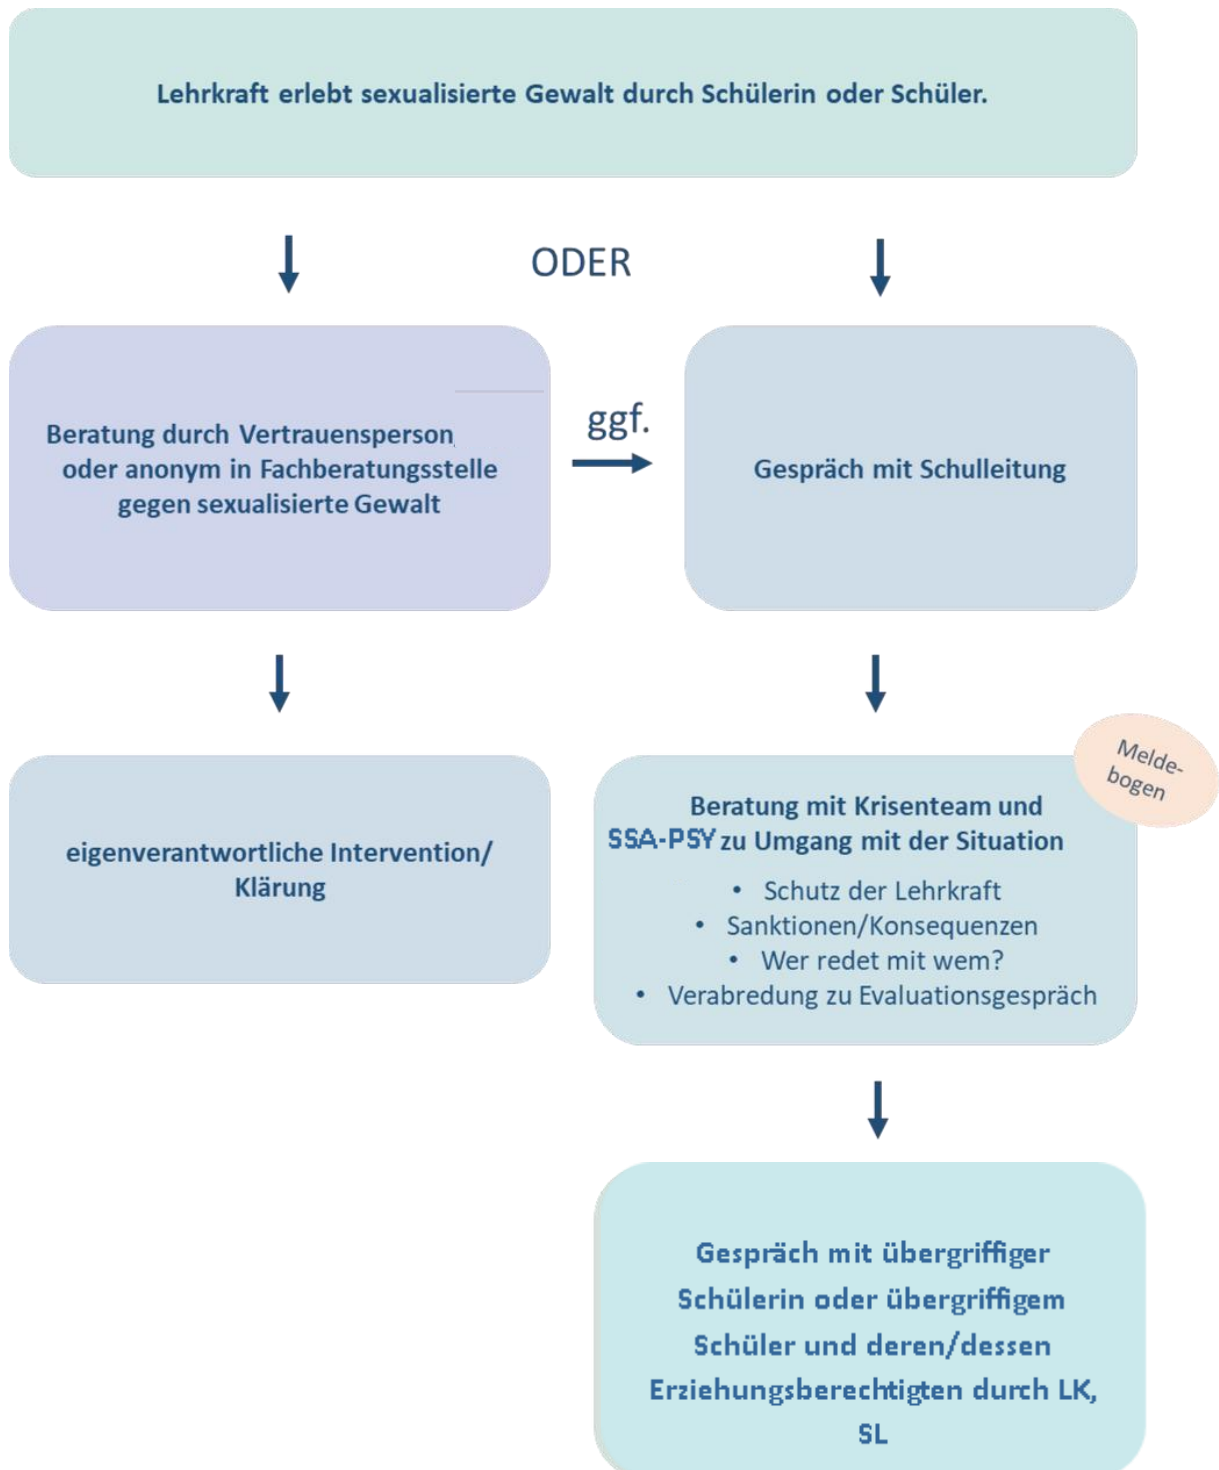 Lehrkraft erlebt sexualisierte Gewalt durch Schülerin oder Schüler.
ODER
Beratung durch Vertrauensperson
oder anonym in Fachberatungsstelle
gegen sexualisierte Gewalt
ggf.
Gespräch mit Schulleitung
eigenverantwortliche Intervention/
Klärung
Melde-
bogen
Beratung mit Krisenteam und
SSA-PSY zu Umgang mit der Situation
• Schutz der Lehrkraft
• Sanktionen/Konsequenzen
• Wer redet mit wem?
• Verabredung zu Evaluationsgespräch
Gespräch mit übergriffiger
Schülerin oder übergriffigem
Schüler und deren/dessen
Erziehungsberechtigten durch LK,
SL